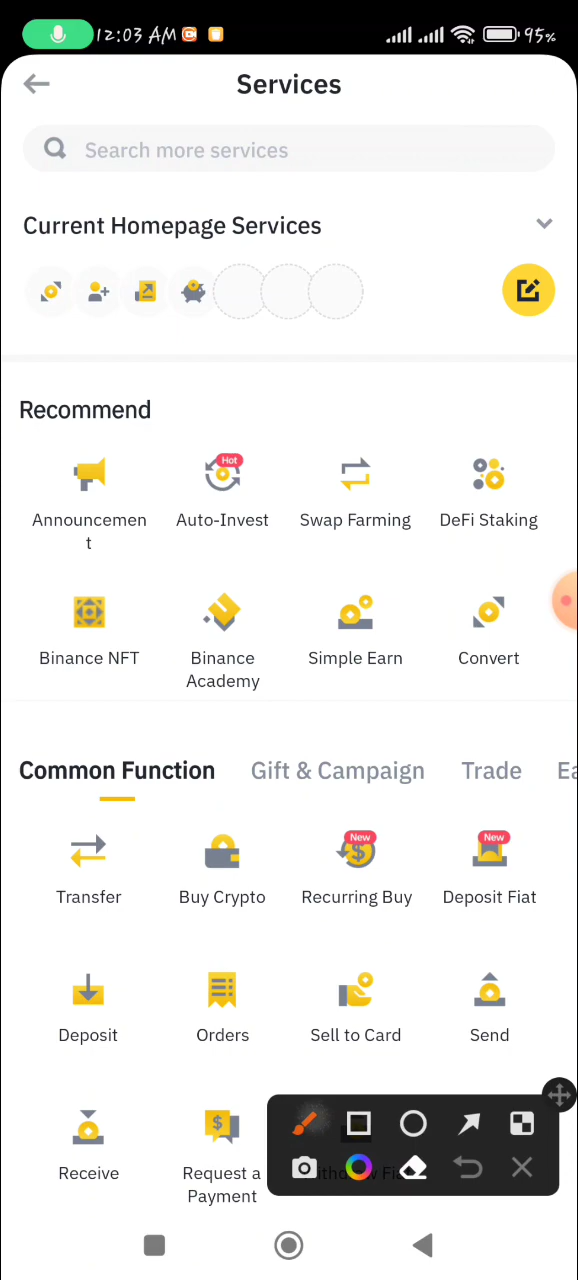 12:03 AM
95%
Services
Search more services
Current Homepage Services
Recommend
Hot
Announcemen
t
Auto-Invest
Swap Farming
DeFi Staking
Binance NFT
Binance
Academy
Simple Earn
Convert
Common Function
Gift & Campaign
Trade
Ea
New
New
Transfer
Buy Crypto
Recurring Buy
Deposit Fiat
Deposit
Orders
Sell to Card
Send
Receive
Request a
Payment